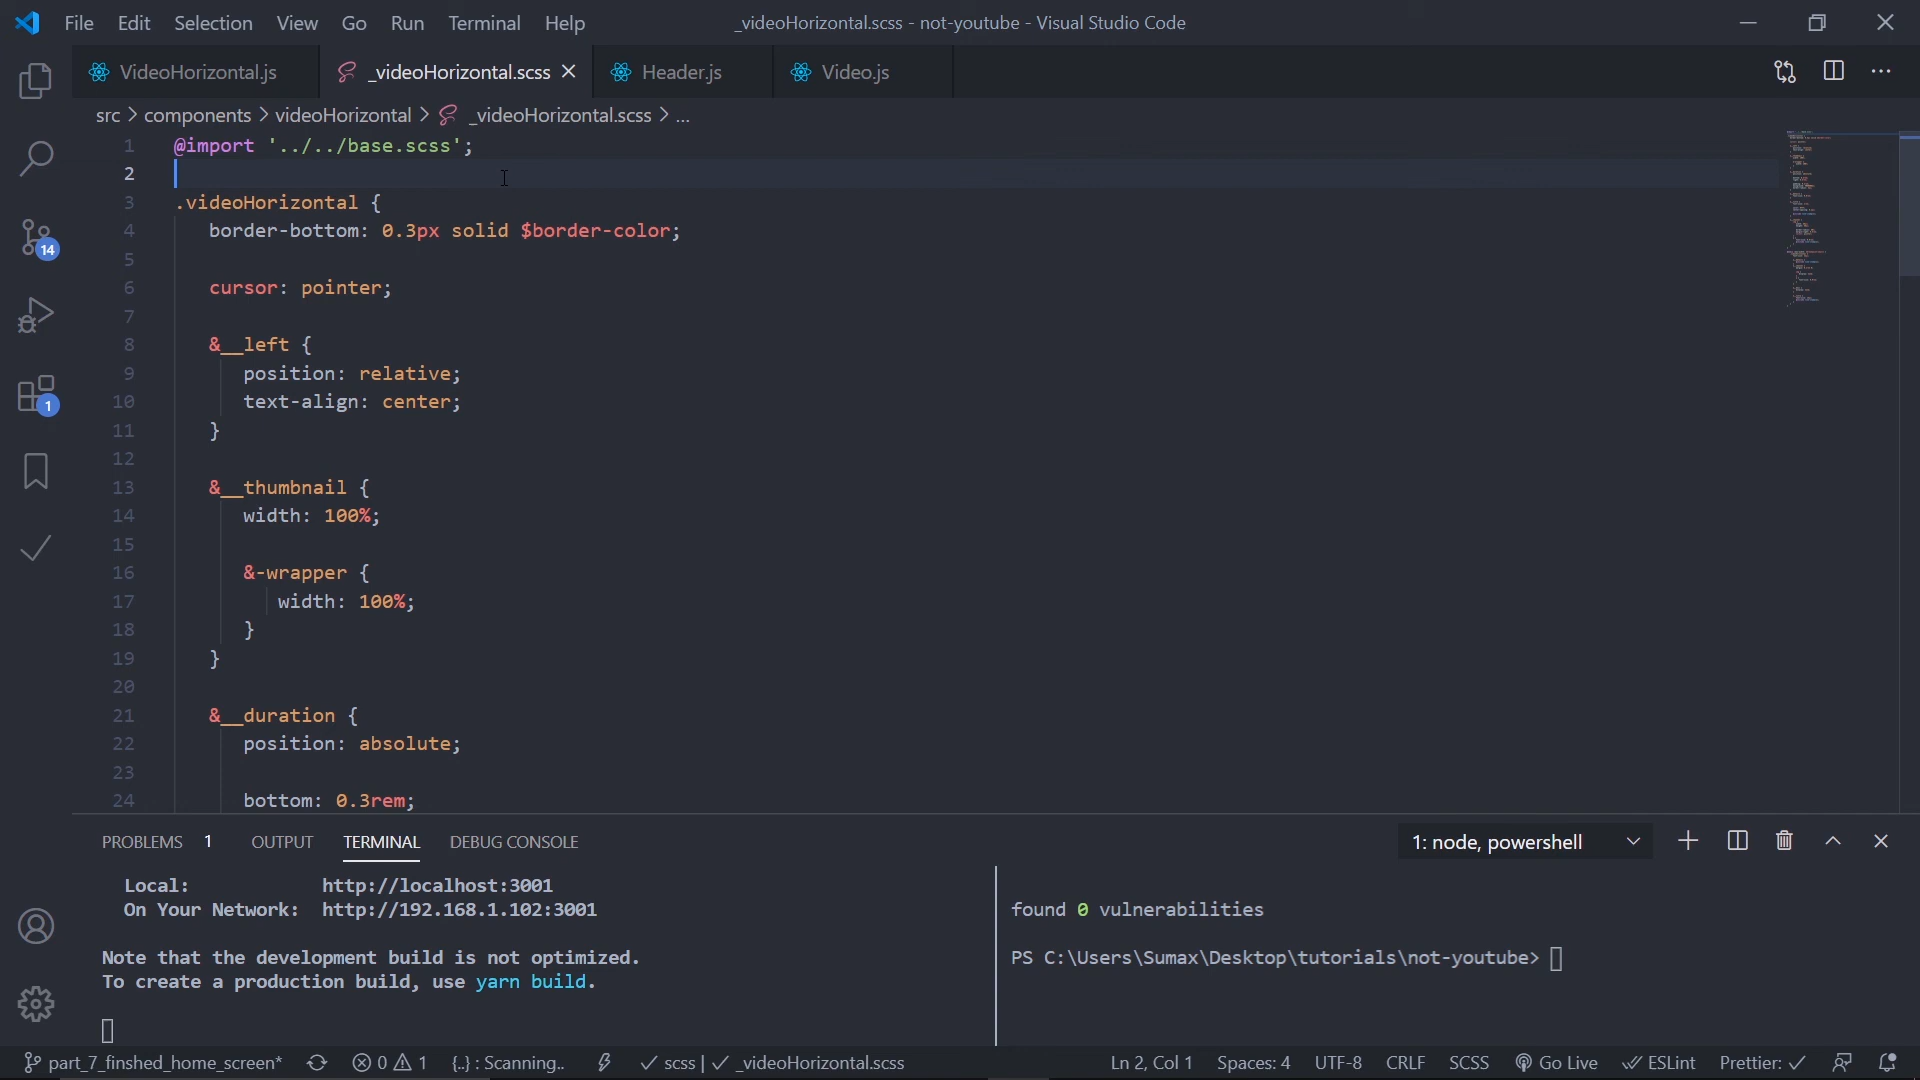 File Edit Selection View Go Run Terminal Help _videoHorizontal.scss - not-youtube - Visual Studio Code
VideoHorizontal.js _videoHorizontal.scss Header.js Video.js
src > components > videoHorizontal > _videoHorizontal.scss > ...
1 @import '../../base.scss';
2
3 .videoHorizontal {
4 border-bottom: 0.3px solid $border-color;
5
6 cursor: pointer;
7
8 &__left {
9 position: relative;
10 text-align: center;
11 }
12
13 &__thumbnail {
14 width: 100%;
15
16 &-wrapper {
17 width: 100%;
18 }
19 }
20
21 &__duration {
22 position: absolute;
23
24 bottom: 0.3rem;
14
1
PROBLEMS 1 OUTPUT TERMINAL DEBUG CONSOLE 1: node, powershell
Local: http://localhost:3001
On Your Network: http://192.168.1.102:3001
Note that the development build is not optimized.
To create a production build, use yarn build.
found 0 vulnerabilities
PS C:\Users\Sumax\Desktop\tutorials\not-youtube>
part_7_finshed_home_screen* 0 1 {..} : Scanning.. scss | _videoHorizontal.scss Ln 2, Col 1 Spaces: 4 UTF-8 CRLF SCSS Go Live ESLint Prettier: